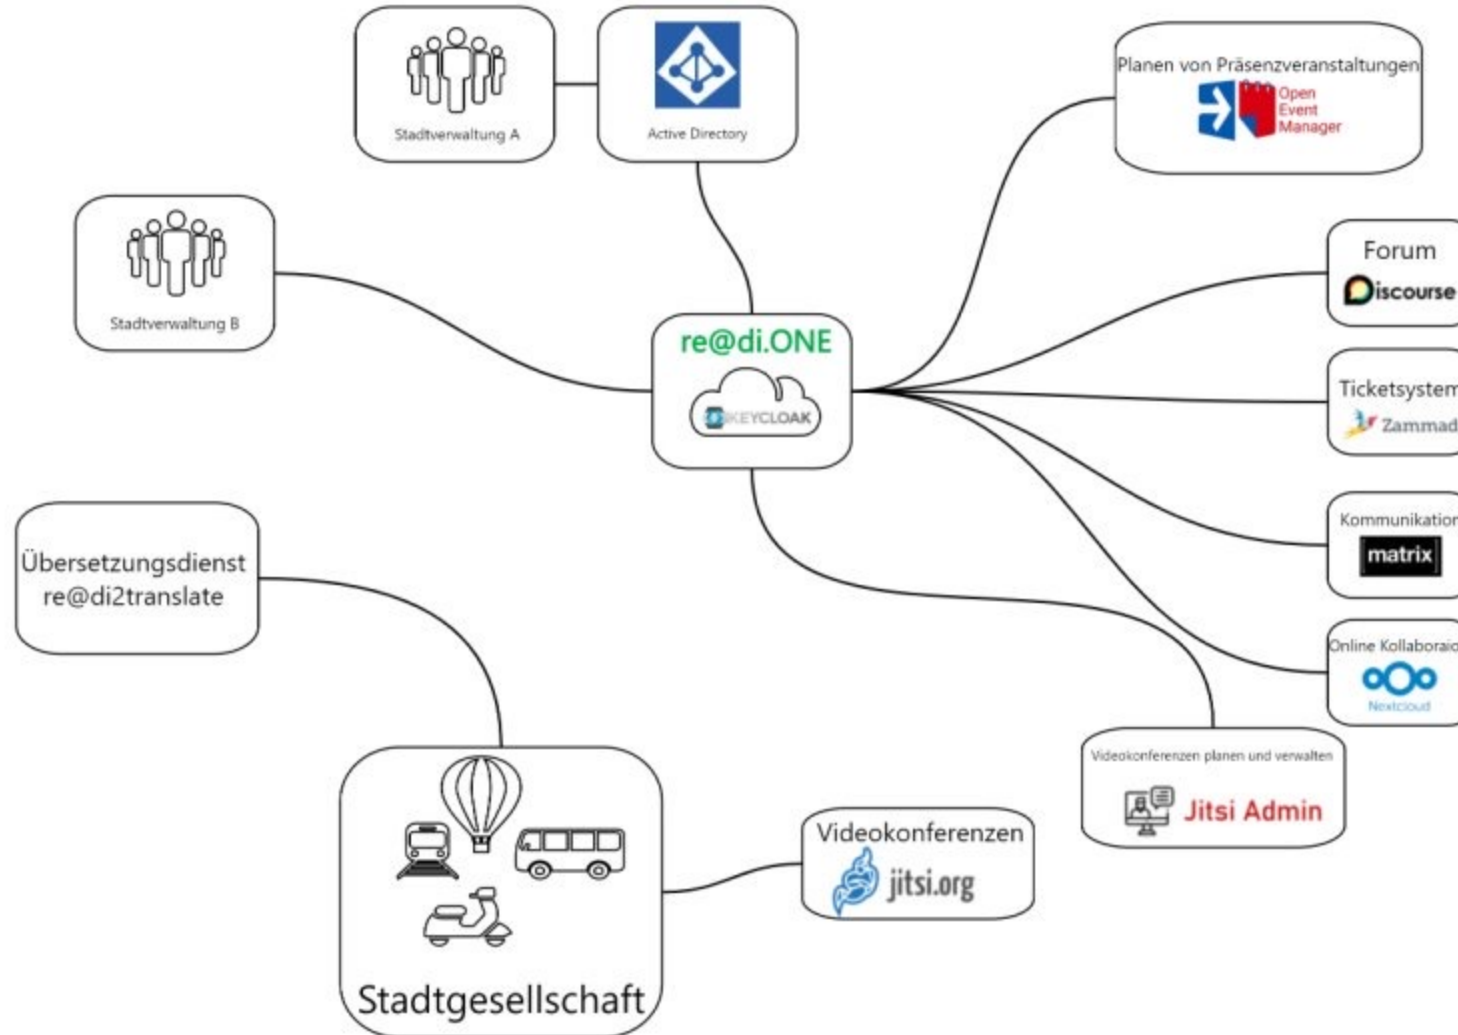 Stadtverwaltung A
Active Directory
Planen von Präsenzveranstaltungen
Open
Event
Manager
Stadtverwaltung B
Forum
Discourse
re@di.ONE
KEYCLOAK
Ticketsystem
Zammad
Kommunikation
matrix
Übersetzungsdienst
re@di2translate
Online Kollaboraio
Nextcloud
Videokonferenzen planen und verwalten
Jitsi Admin
Videokonferenzen
jitsi.org
Stadtgesellschaft